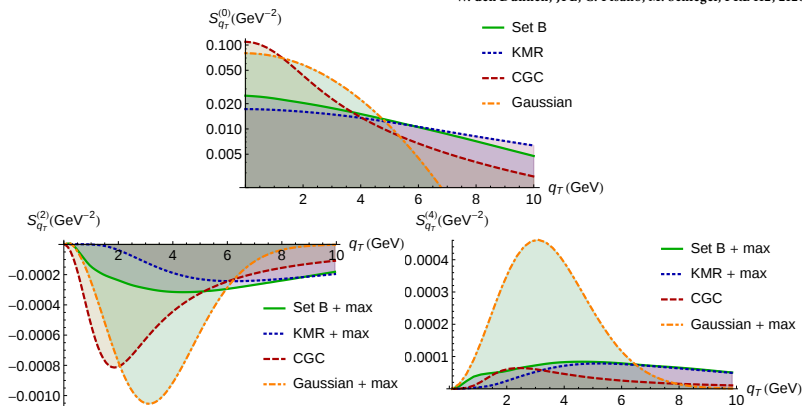 S_{q_T}^{(0)}(GeV^{-2})
0.100
0.050
0.020
0.010
0.005
2 4 6 8 10
q_T (GeV)
Set B
KMR
CGC
Gaussian
S_{q_T}^{(2)}(GeV^{-2})
2 4 6 8 10
q_T (GeV)
-0.0002
-0.0004
-0.0006
-0.0008
-0.0010
Set B + max
KMR + max
CGC
Gaussian + max
S_{q_T}^{(4)}(GeV^{-2})
0.0004
0.0003
0.0002
0.0001
2 4 6 8 10
q_T (GeV)
Set B + max
KMR + max
CGC
Gaussian + max